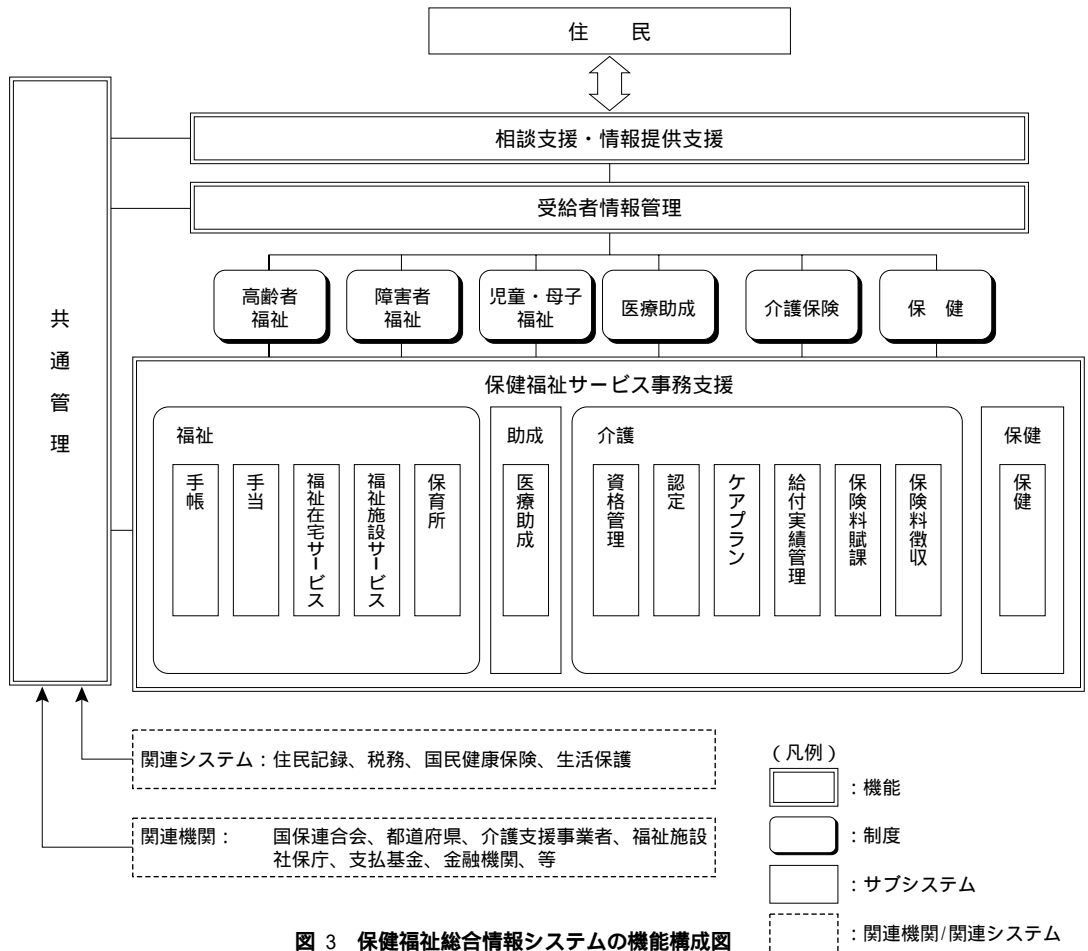 住 民
相談支援・情報提供支援
受給者情報管理
共通管理
高齢者
福祉
障害者
福祉
児童・母子
福祉
医療助成
介護保険
保 健
保健福祉サービス事務支援
福祉
手帳
手当
福祉在宅サービス
福祉施設サービス
保育所
助成
医療助成
介護
資格管理
認定
ケアプラン
給付実績管理
保険料賦課
保険料徴収
保健
保健
関連システム：住民記録、税務、国民健康保険、生活保護
関連機関： 国保連合会、都道府県、介護支援事業者、福祉施設
社保庁、支払基金、金融機関、等
（凡例）
：機能
：制度
：サブシステム
：関連機関/関連システム
図 3 保健福祉総合情報システムの機能構成図